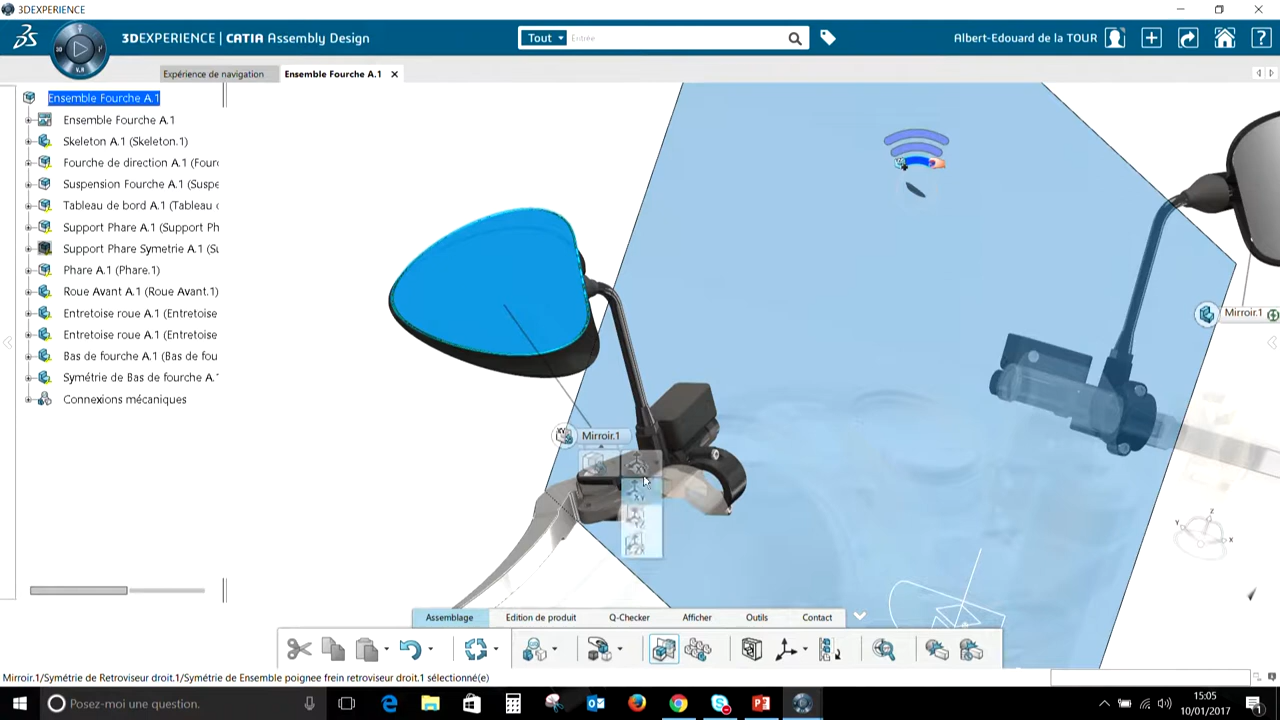 3DEXPERIENCE
3DEXPERIENCE | CATIA Assembly Design
Tout
Entrée
Albert-Edouard de la TOUR
3D
V.R
Expérience de navigation
Ensemble Fourche A.1
Ensemble Fourche A.1
Ensemble Fourche A.1
Skeleton A.1 (Skeleton.1)
Fourche de direction A.1 (Four
Suspension Fourche A.1 (Suspe
Tableau de bord A.1 (Tableau
Support Phare A.1 (Support Ph
Support Phare Symetrie A.1 (Su
Phare A.1 (Phare.1)
Roue Avant A.1 (Roue Avant.1)
Entretoise roue A.1 (Entretoise
Entretoise roue A.1 (Entretoise
Bas de fourche A.1 (Bas de fou
Symétrie de Bas de fourche A.
Connexions mécaniques
Mirroir.1
Mirroir.1
Z
Y
X
Assemblage
Edition de produit
Q-Checker
Afficher
Outils
Contact
Mirroir.1/Symétrie de Retroviseur droit.1/Symétrie de Ensemble poignee frein retroviseur droit.1 sélectionné(e)
Posez-moi une question.
15:05
10/01/2017